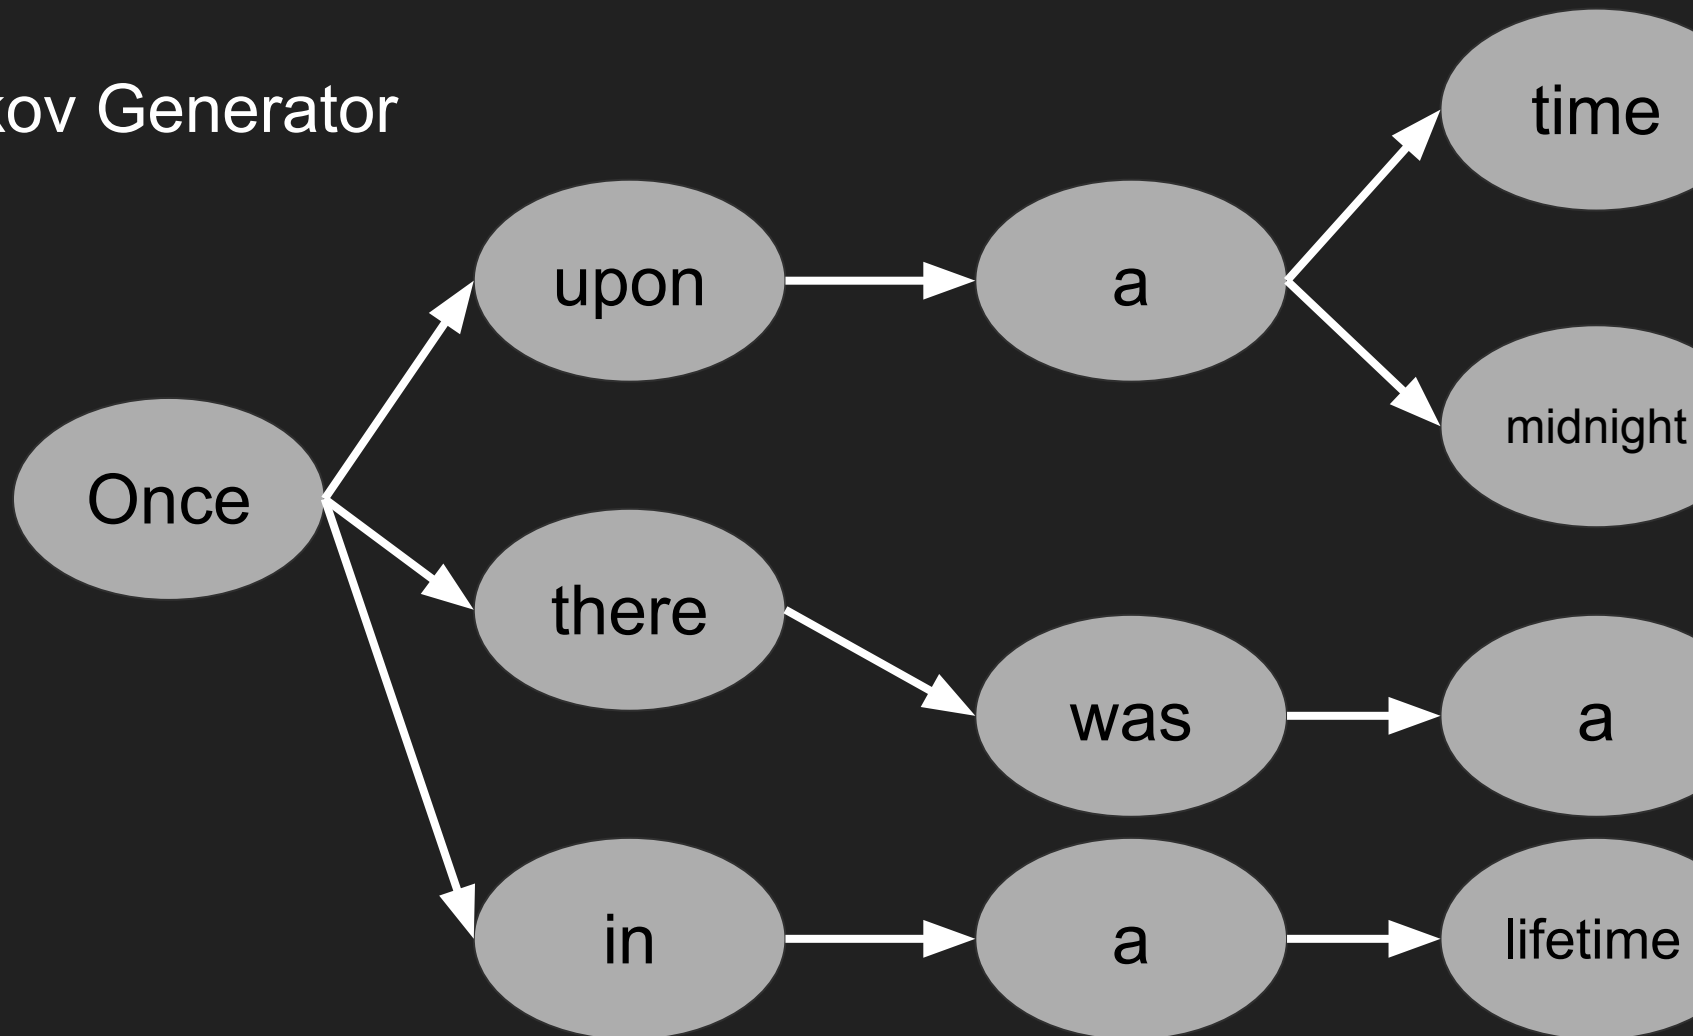 kov Generator
time
upon
a
midnight
Once
there
was
a
in
a
lifetime